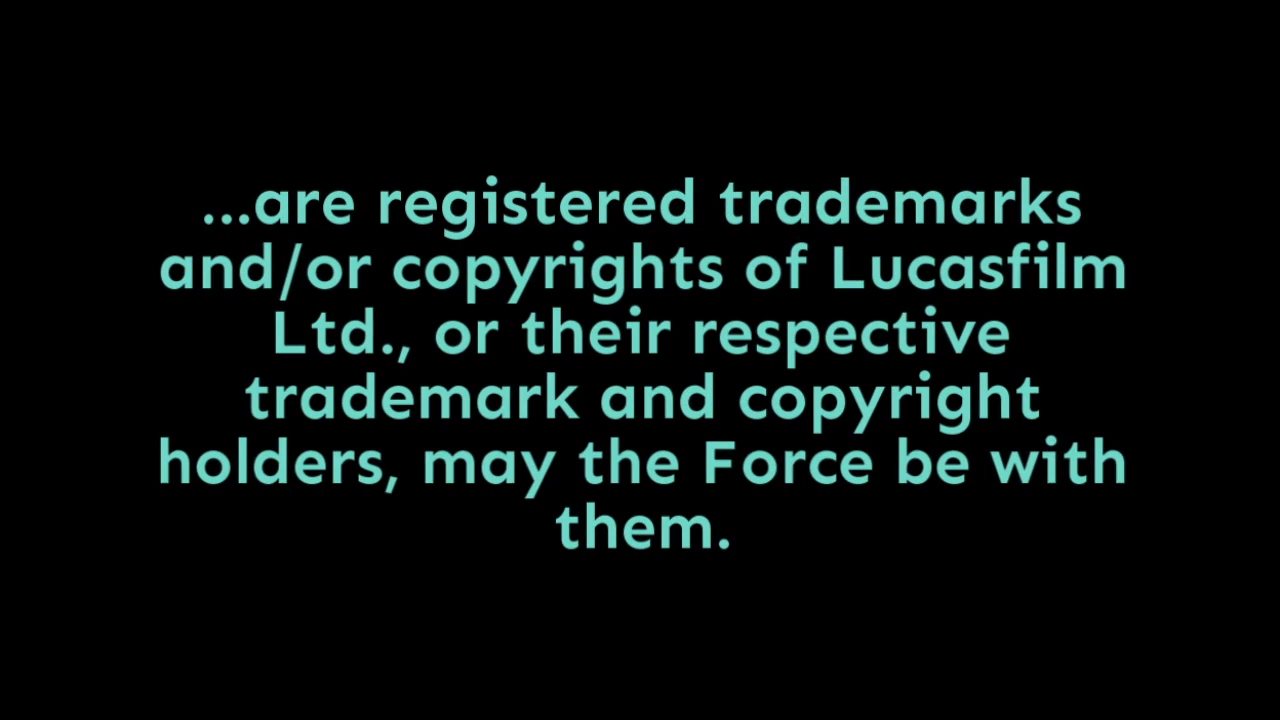 ...are registered trademarks
and/or copyrights of Lucasfilm
Ltd., or their respective
trademark and copyright
holders, may the Force be with
them.